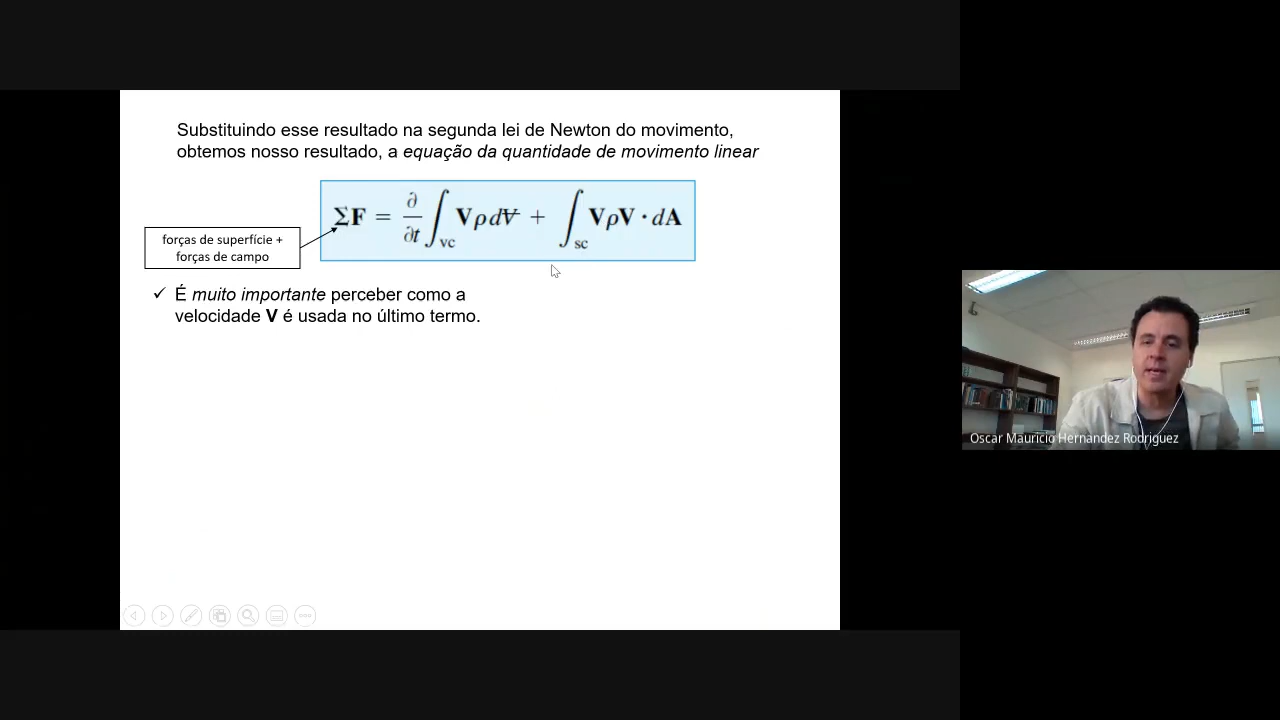 Substituindo esse resultado na segunda lei de Newton do movimento,
obtemos nosso resultado, a equação da quantidade de movimento linear
ΣF = ∂/∂t ∫vc Vρ dV̶ + ∫sc VρV · dA
forças de superfície +
forças de campo
✓ É muito importante perceber como a
velocidade V é usada no último termo.
Oscar Mauricio Hernandez Rodriguez